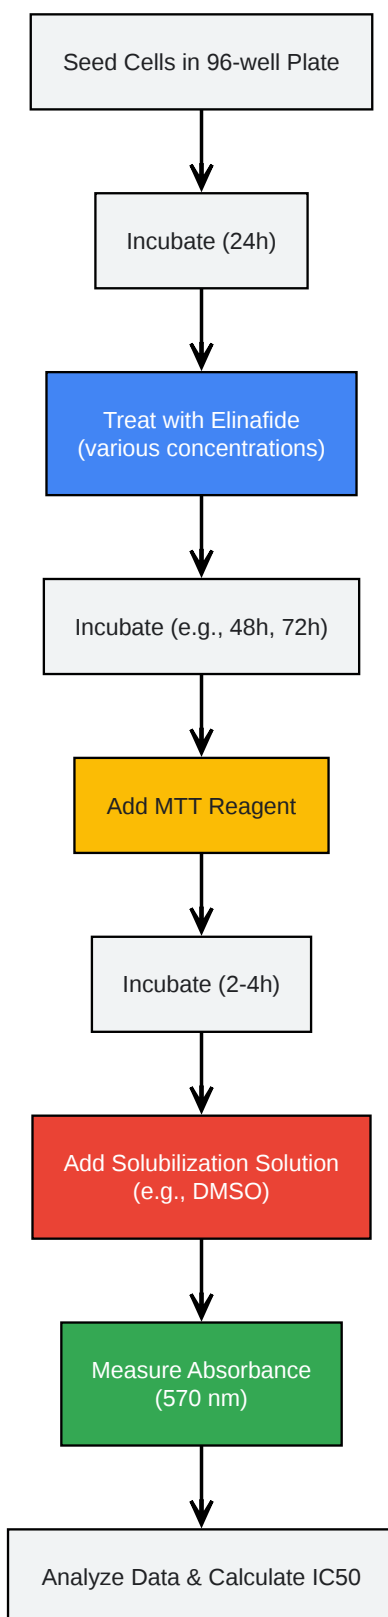 Seed Cells in 96-well Plate
Incubate (24h)
Treat with Elinafide
(various concentrations)
Incubate (e.g., 48h, 72h)
Add MTT Reagent
Incubate (2-4h)
Add Solubilization Solution
(e.g., DMSO)
Measure Absorbance
(570 nm)
Analyze Data & Calculate IC50